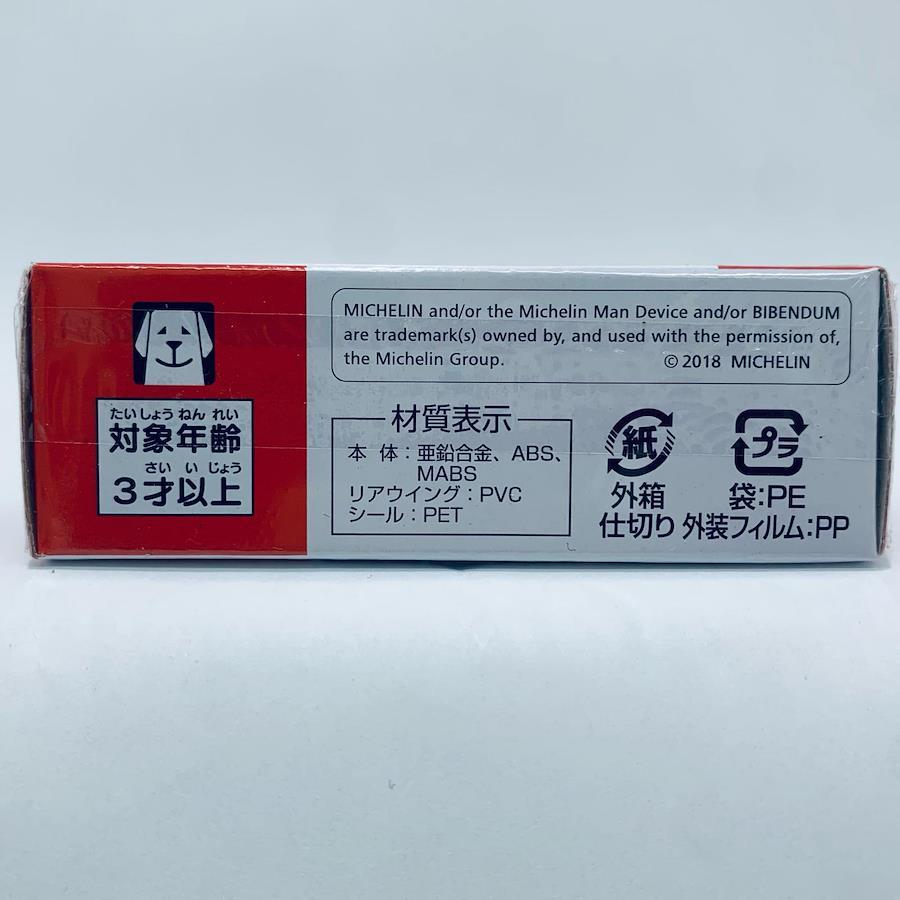 MICHELIN and/or the Michelin Man Device and/or BIBENDUM
are trademark(s) owned by, and used with the permission of,
the Michelin Group. © 2018 MICHELIN
たいしょうねんれい
対象年齢
さいいじょう
3才以上
材質表示
本体:亜鉛合金、ABS、
MABS
リアウイング:PVC
シール:PET
紙
外箱
仕切り
プラ
袋:PE
外装フィルム:PP